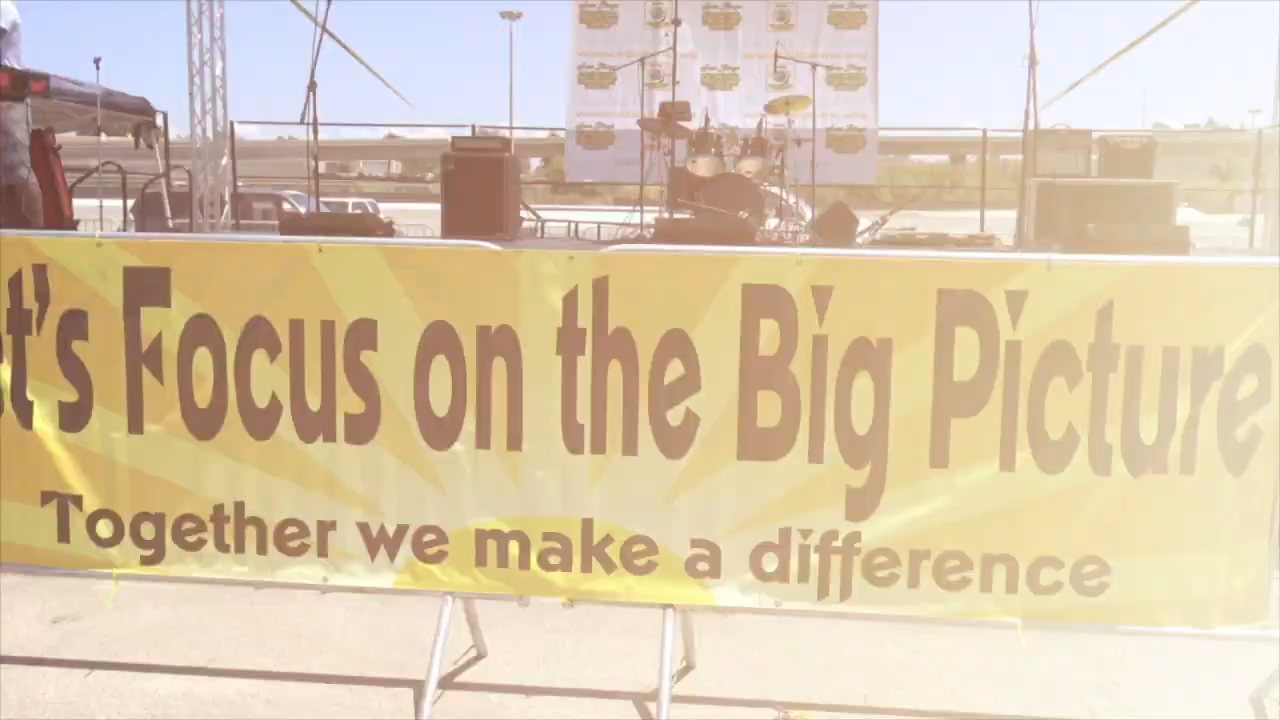 t's Focus on the Big Picture
Together we make a difference